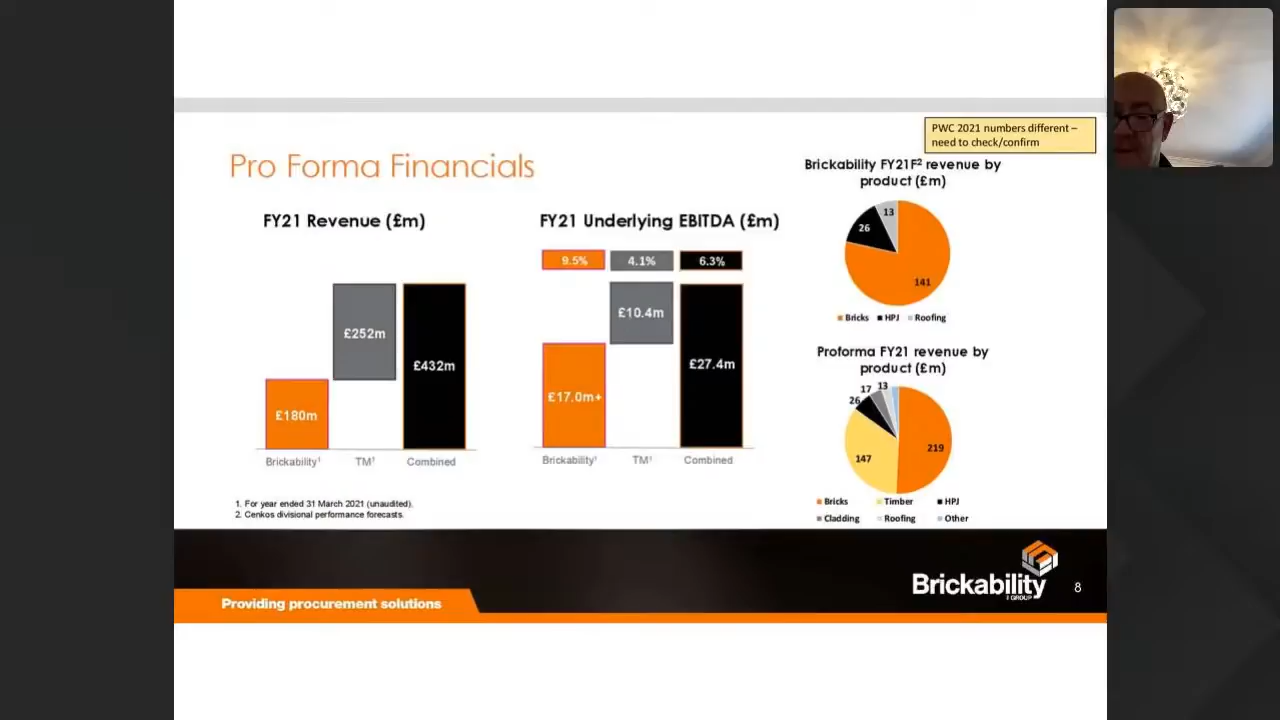 PWC 2021 numbers different –
need to check/confirm
Pro Forma Financials
FY21 Revenue (£m)
£180m
£252m
£432m
Brickability¹
TM¹
Combined
FY21 Underlying EBITDA (£m)
9.5%
4.1%
6.3%
£17.0m+
£10.4m
£27.4m
Brickability¹
TM¹
Combined
Brickability FY21F² revenue by
product (£m)
13
26
141
Bricks HPJ Roofing
Proforma FY21 revenue by
product (£m)
17 13
26
147
219
Bricks Timber HPJ
Cladding Roofing Other
1. For year ended 31 March 2021 (unaudited).
2. Cenkos divisional performance forecasts.
Providing procurement solutions
Brickability
GROUP
8